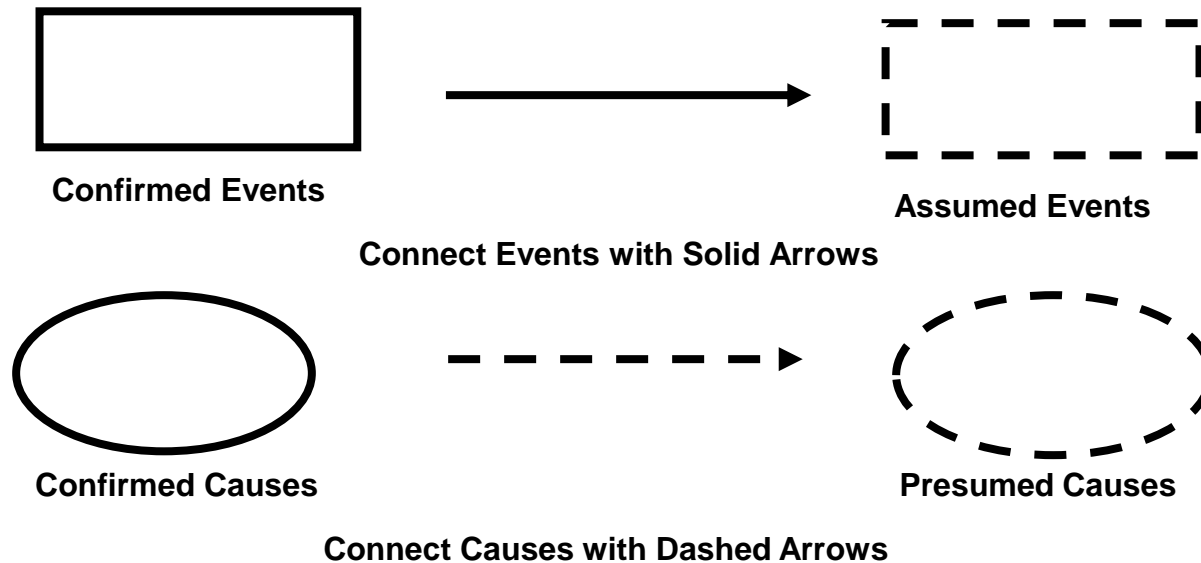 Confirmed Events
Assumed Events
Connect Events with Solid Arrows
Confirmed Causes
Presumed Causes
Connect Causes with Dashed Arrows